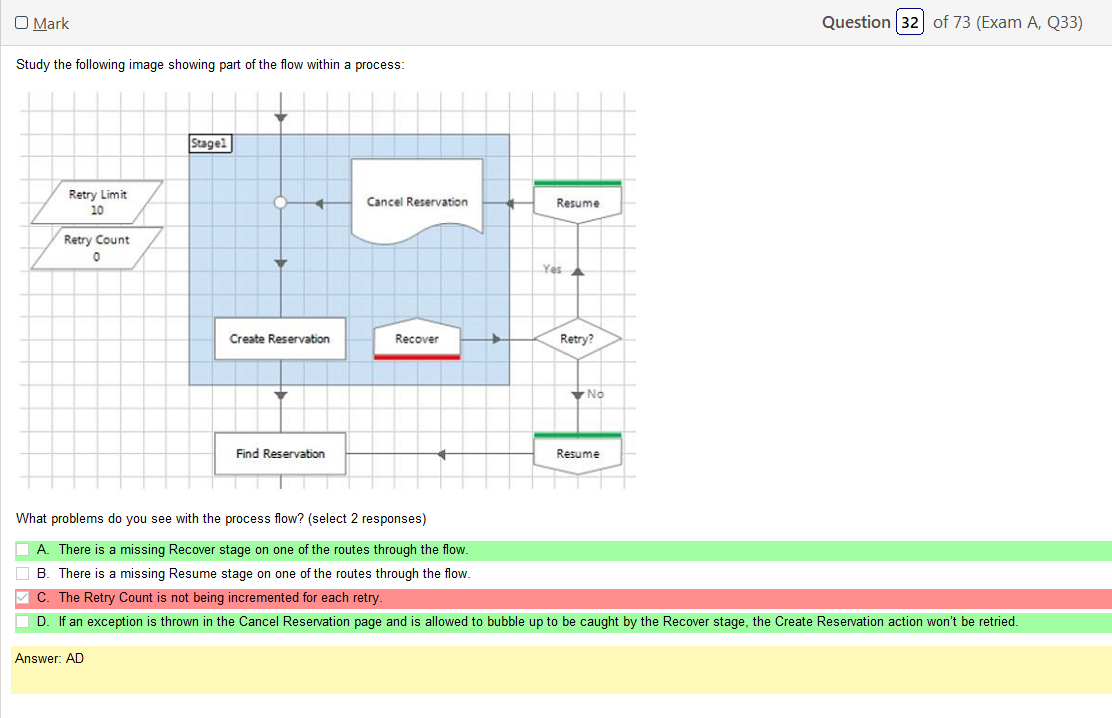 Mark
Question 32 of 73 (Exam A, Q33)
Study the following image showing part of the flow within a process:
Stage1
Retry Limit
10
Retry Count
0
Cancel Reservation
Resume
Yes
Create Reservation
Recover
Retry?
No
Find Reservation
Resume
What problems do you see with the process flow? (select 2 responses)
A. There is a missing Recover stage on one of the routes through the flow.
B. There is a missing Resume stage on one of the routes through the flow.
C. The Retry Count is not being incremented for each retry.
D. If an exception is thrown in the Cancel Reservation page and is allowed to bubble up to be caught by the Recover stage, the Create Reservation action won't be retried.
Answer: AD